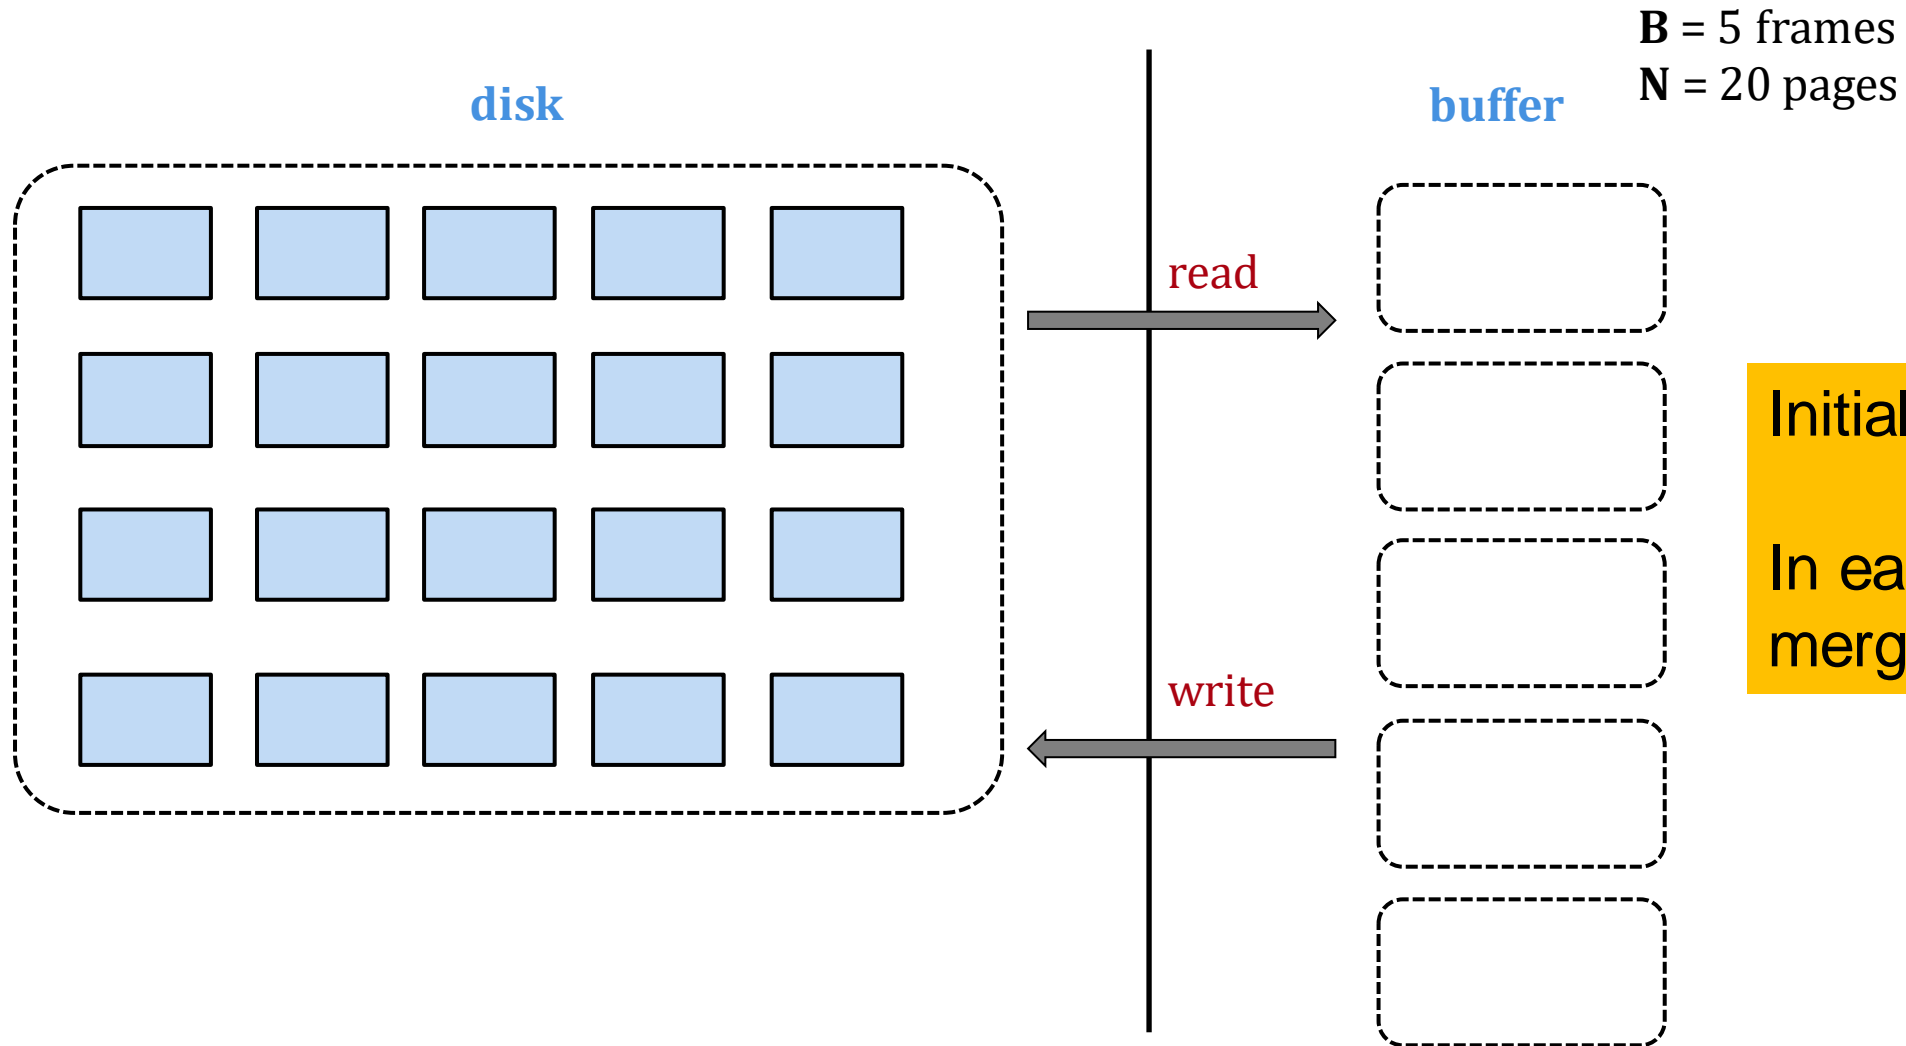 B = 5 frames
N = 20 pages
disk
buffer
read
write
Initial
In ea
merg